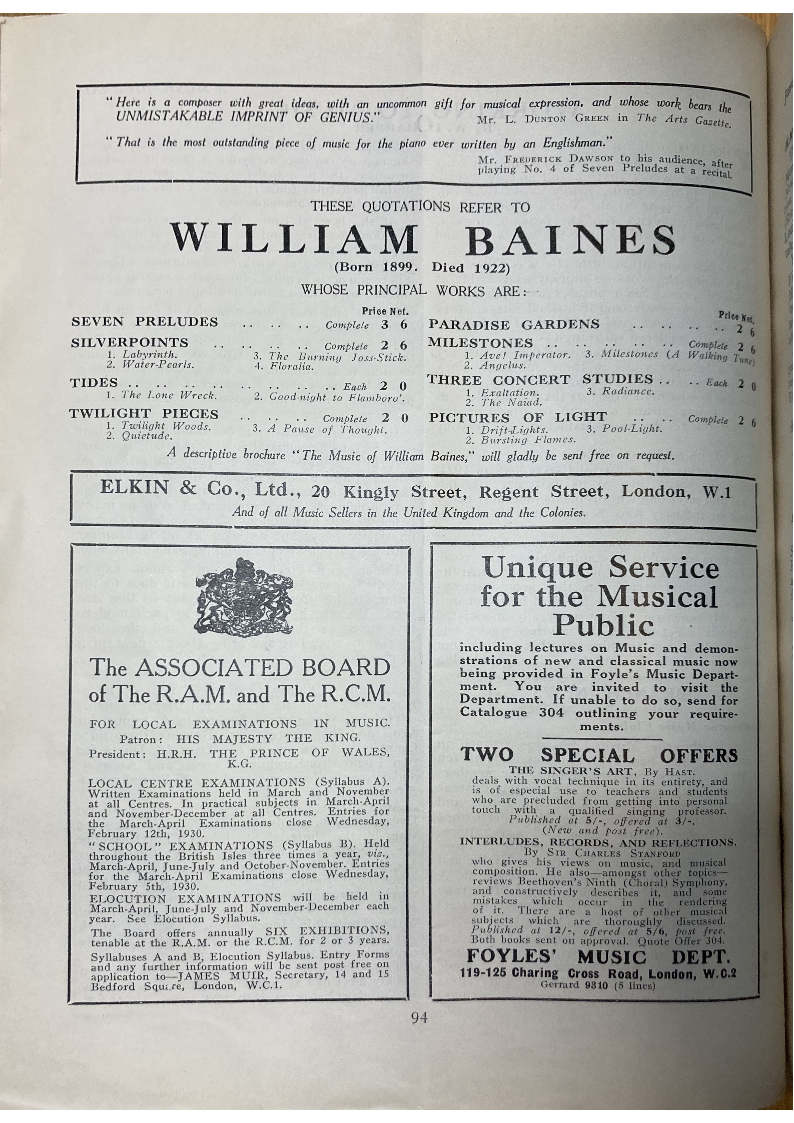 " Here is a composer with great ideas, with an uncommon gift for musical expression, and whose work bears the
UNMISTAKABLE IMPRINT OF GENIUS."
Mr. L. DUNTON GREEN in The Arts Gazette.
" That is the most outstanding piece of music for the piano ever written by an Englishman."
Mr. FREDERICK DAWSON to his audience, after
playing No. 4 of Seven Preludes at a recital.
THESE QUOTATIONS REFER TO
WILLIAM BAINES
(Born 1899. Died 1922)
WHOSE PRINCIPAL WORKS ARE:
Price Net.
SEVEN PRELUDES .. .. .. Complete 3 6
SILVERPOINTS .. .. .. .. Complete 2 6
1. Labyrinth. 3. The Burning Joss-Stick.
2. Water-Pearls. 4. Floralia.
TIDES .. .. .. .. .. .. .. .. Each 2 0
1. The Lone Wreck. 2. Good-night to Flamboro'.
TWILIGHT PIECES .. .. .. Complete 2 0
1. Twilight Woods. 3. A Pause of Thought.
2. Quietude.
Price Net.
PARADISE GARDENS .. .. .. .. 2 6
MILESTONES .. .. .. .. .. Complete 2 6
1. Ave! Imperator. 3. Milestones (A Walking Tune)
2. Angelus.
THREE CONCERT STUDIES .. .. Each 2 0
1. Exaltation. 3. Radiance.
2. The Naiad.
PICTURES OF LIGHT .. .. Complete 2 6
1. Drift-Lights. 3. Pool-Light.
2. Bursting Flames.
A descriptive brochure "The Music of William Baines," will gladly be sent free on request.
ELKIN & Co., Ltd., 20 Kingly Street, Regent Street, London, W.1
And of all Music Sellers in the United Kingdom and the Colonies.
The ASSOCIATED BOARD
of The R.A.M. and The R.C.M.
FOR LOCAL EXAMINATIONS IN MUSIC.
Patron: HIS MAJESTY THE KING.
President: H.R.H. THE PRINCE OF WALES,
K.G.
LOCAL CENTRE EXAMINATIONS (Syllabus A).
Written Examinations held in March and November
at all Centres. In practical subjects in March-April
and November-December at all Centres. Entries for
the March-April Examinations close Wednesday,
February 12th, 1930.
"SCHOOL" EXAMINATIONS (Syllabus B). Held
throughout the British Isles three times a year, viz.,
March-April, June-July and October-November. Entries
for the March-April Examinations close Wednesday,
February 5th, 1930.
ELOCUTION EXAMINATIONS will be held in
March-April, June-July and November-December each
year. See Elocution Syllabus.
The Board offers annually SIX EXHIBITIONS,
tenable at the R.A.M. or the R.C.M. for 2 or 3 years.
Syllabuses A and B, Elocution Syllabus. Entry Forms
and any further information will be sent post free on
application to—JAMES MUIR, Secretary, 14 and 15
Bedford Square, London, W.C.1.
Unique Service
for the Musical
Public
including lectures on Music and demon-
strations of new and classical music now
being provided in Foyle's Music Depart-
ment. You are invited to visit the
Department. If unable to do so, send for
Catalogue 304 outlining your require-
ments.
TWO SPECIAL OFFERS
THE SINGER'S ART, By HAST.
deals with vocal technique in its entirety, and
is of especial use to teachers and students
who are precluded from getting into personal
touch with a qualified singing professor.
Published at 5/-, offered at 3/-.
(New and post free).
INTERLUDES, RECORDS, AND REFLECTIONS.
By SIR CHARLES STANFORD
who gives his views on music, and musical
composition. He also—amongst other topics—
reviews Beethoven's Ninth (Choral) Symphony,
and constructively describes it, and some
mistakes which occur in the rendering
of it. There are a host of other musical
subjects which are thoroughly discussed.
Published at 12/-, offered at 5/6, post free.
Both books sent on approval. Quote Offer 304.
FOYLES' MUSIC DEPT.
119-125 Charing Cross Road, London, W.C.2
Gerrard 9310 (5 lines)
94